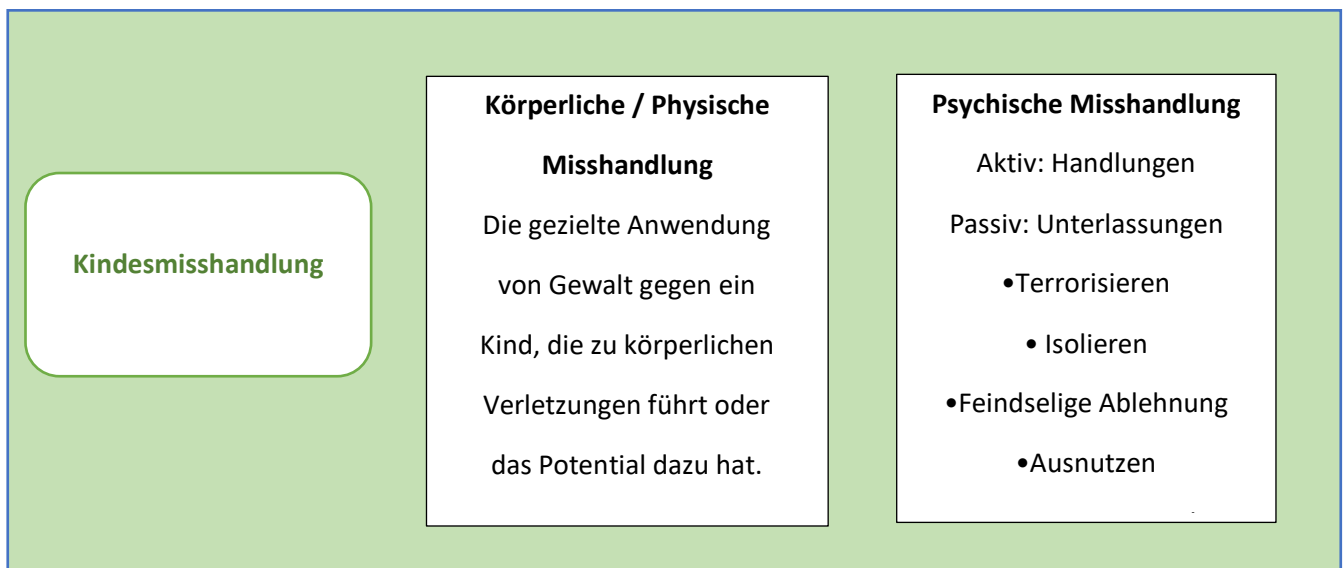 Kindesmisshandlung
Körperliche / Physische
Misshandlung
Die gezielte Anwendung
von Gewalt gegen ein
Kind, die zu körperlichen
Verletzungen führt oder
das Potential dazu hat.
Psychische Misshandlung
Aktiv: Handlungen
Passiv: Unterlassungen
•Terrorisieren
• Isolieren
•Feindselige Ablehnung
•Ausnutzen